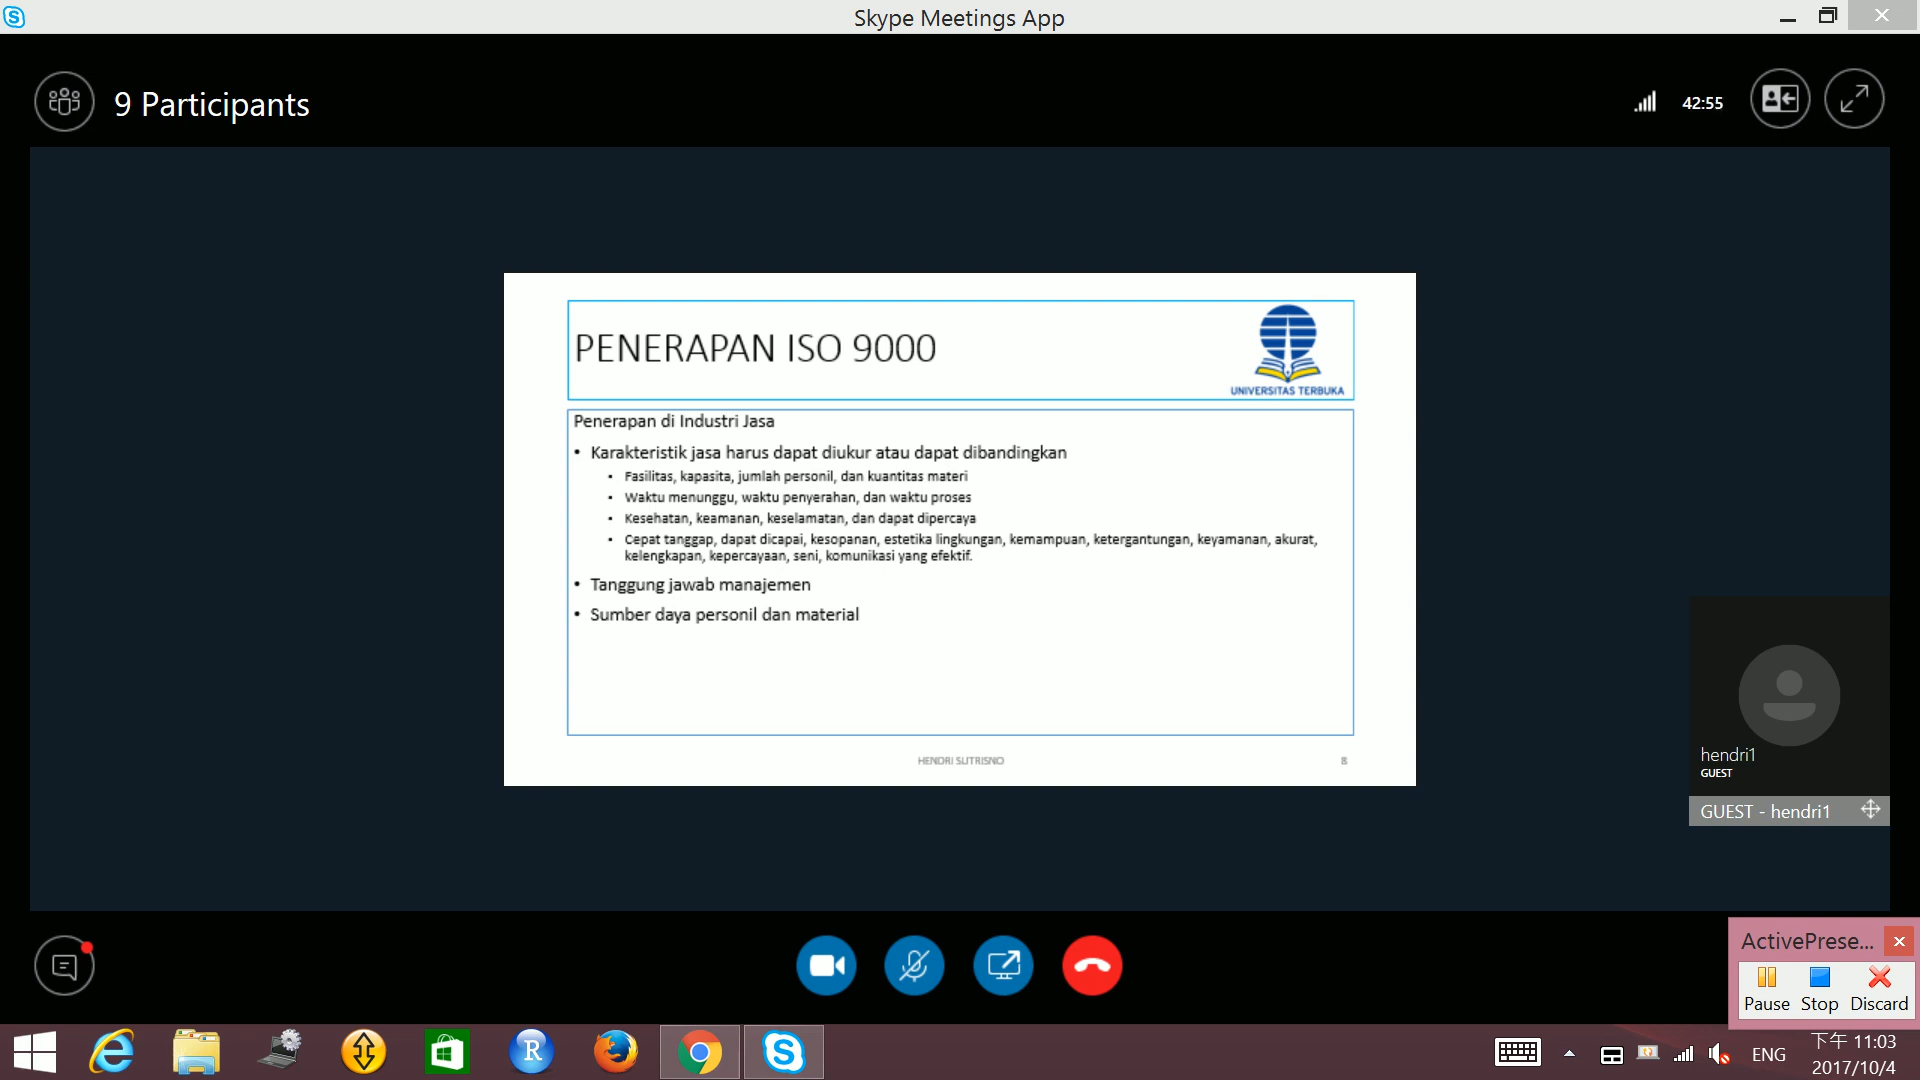 Skype Meetings App
9 Participants
42:55
PENERAPAN ISO 9000
UNIVERSITAS TERBUKA
Penerapan di Industri Jasa
• Karakteristik jasa harus dapat diukur atau dapat dibandingkan
• Fasilitas, kapasita, jumlah personil, dan kuantitas materi
• Waktu menunggu, waktu penyerahan, dan waktu proses
• Kesehatan, keamanan, keselamatan, dan dapat dipercaya
• Cepat tanggap, dapat dicapai, kesopanan, estetika lingkungan, kemampuan, ketergantungan, keyamanan, akurat,
kelengkapan, kepercayaan, seni, komunikasi yang efektif.
• Tanggung jawab manajemen
• Sumber daya personil dan material
HENDRI SUTRISNO
8
hendri1
GUEST
GUEST - hendri1
ActivePrese...
Pause Stop Discard
ENG
下午 11:03
2017/10/4